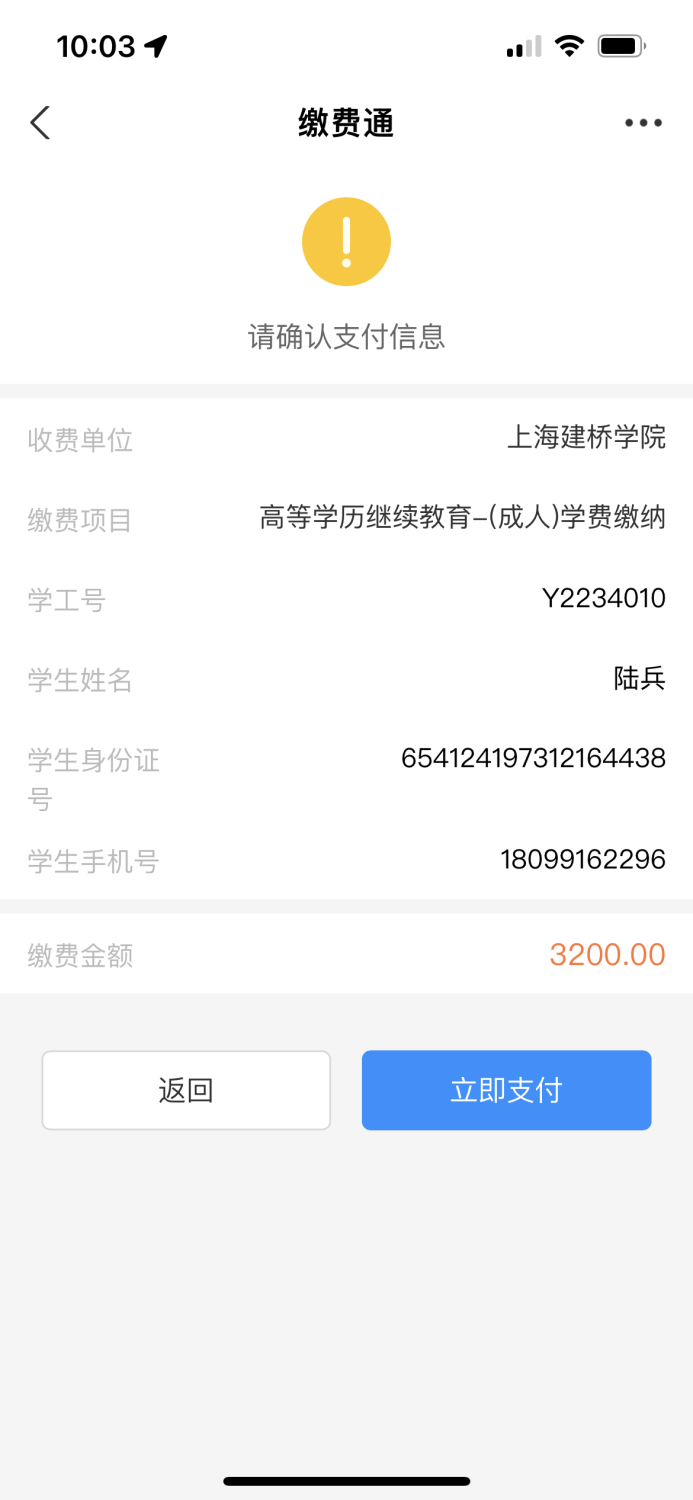 10:03
缴费通
请确认支付信息
收费单位 上海建桥学院
缴费项目 高等学历继续教育-(成人)学费缴纳
学工号 Y2234010
学生姓名 陆兵
学生身份证号 654124197312164438
学生手机号 18099162296
缴费金额 3200.00
返回 立即支付